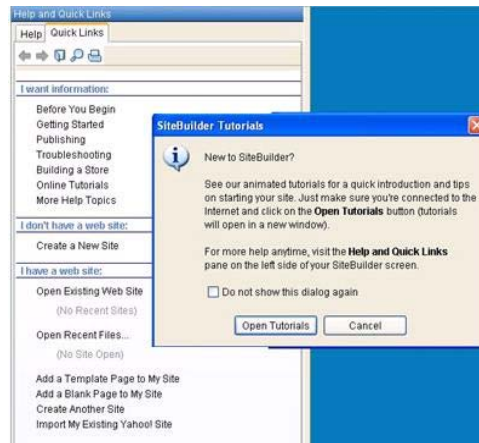 Help and Quick Links
Help
Quick Links
I want information:
Before You Begin
Getting Started
Publishing
Troubleshooting
Building a Store
Online Tutorials
More Help Topics
I don't have a web site:
Create a New Site
I have a web site:
Open Existing Web Site
(No Recent Sites)
Open Recent Files...
(No Site Open)
Add a Template Page to My Site
Add a Blank Page to My Site
Create Another Site
Import My Existing Yahoo! Site
SiteBuilder Tutorials
New to SiteBuilder?
See our animated tutorials for a quick introduction and tips
on starting your site. Just make sure you're connected to the
Internet and click on the Open Tutorials button (tutorials
will open in a new window).
For more help anytime, visit the Help and Quick Links
pane on the left side of your SiteBuilder screen.
Do not show this dialog again
Open Tutorials
Cancel